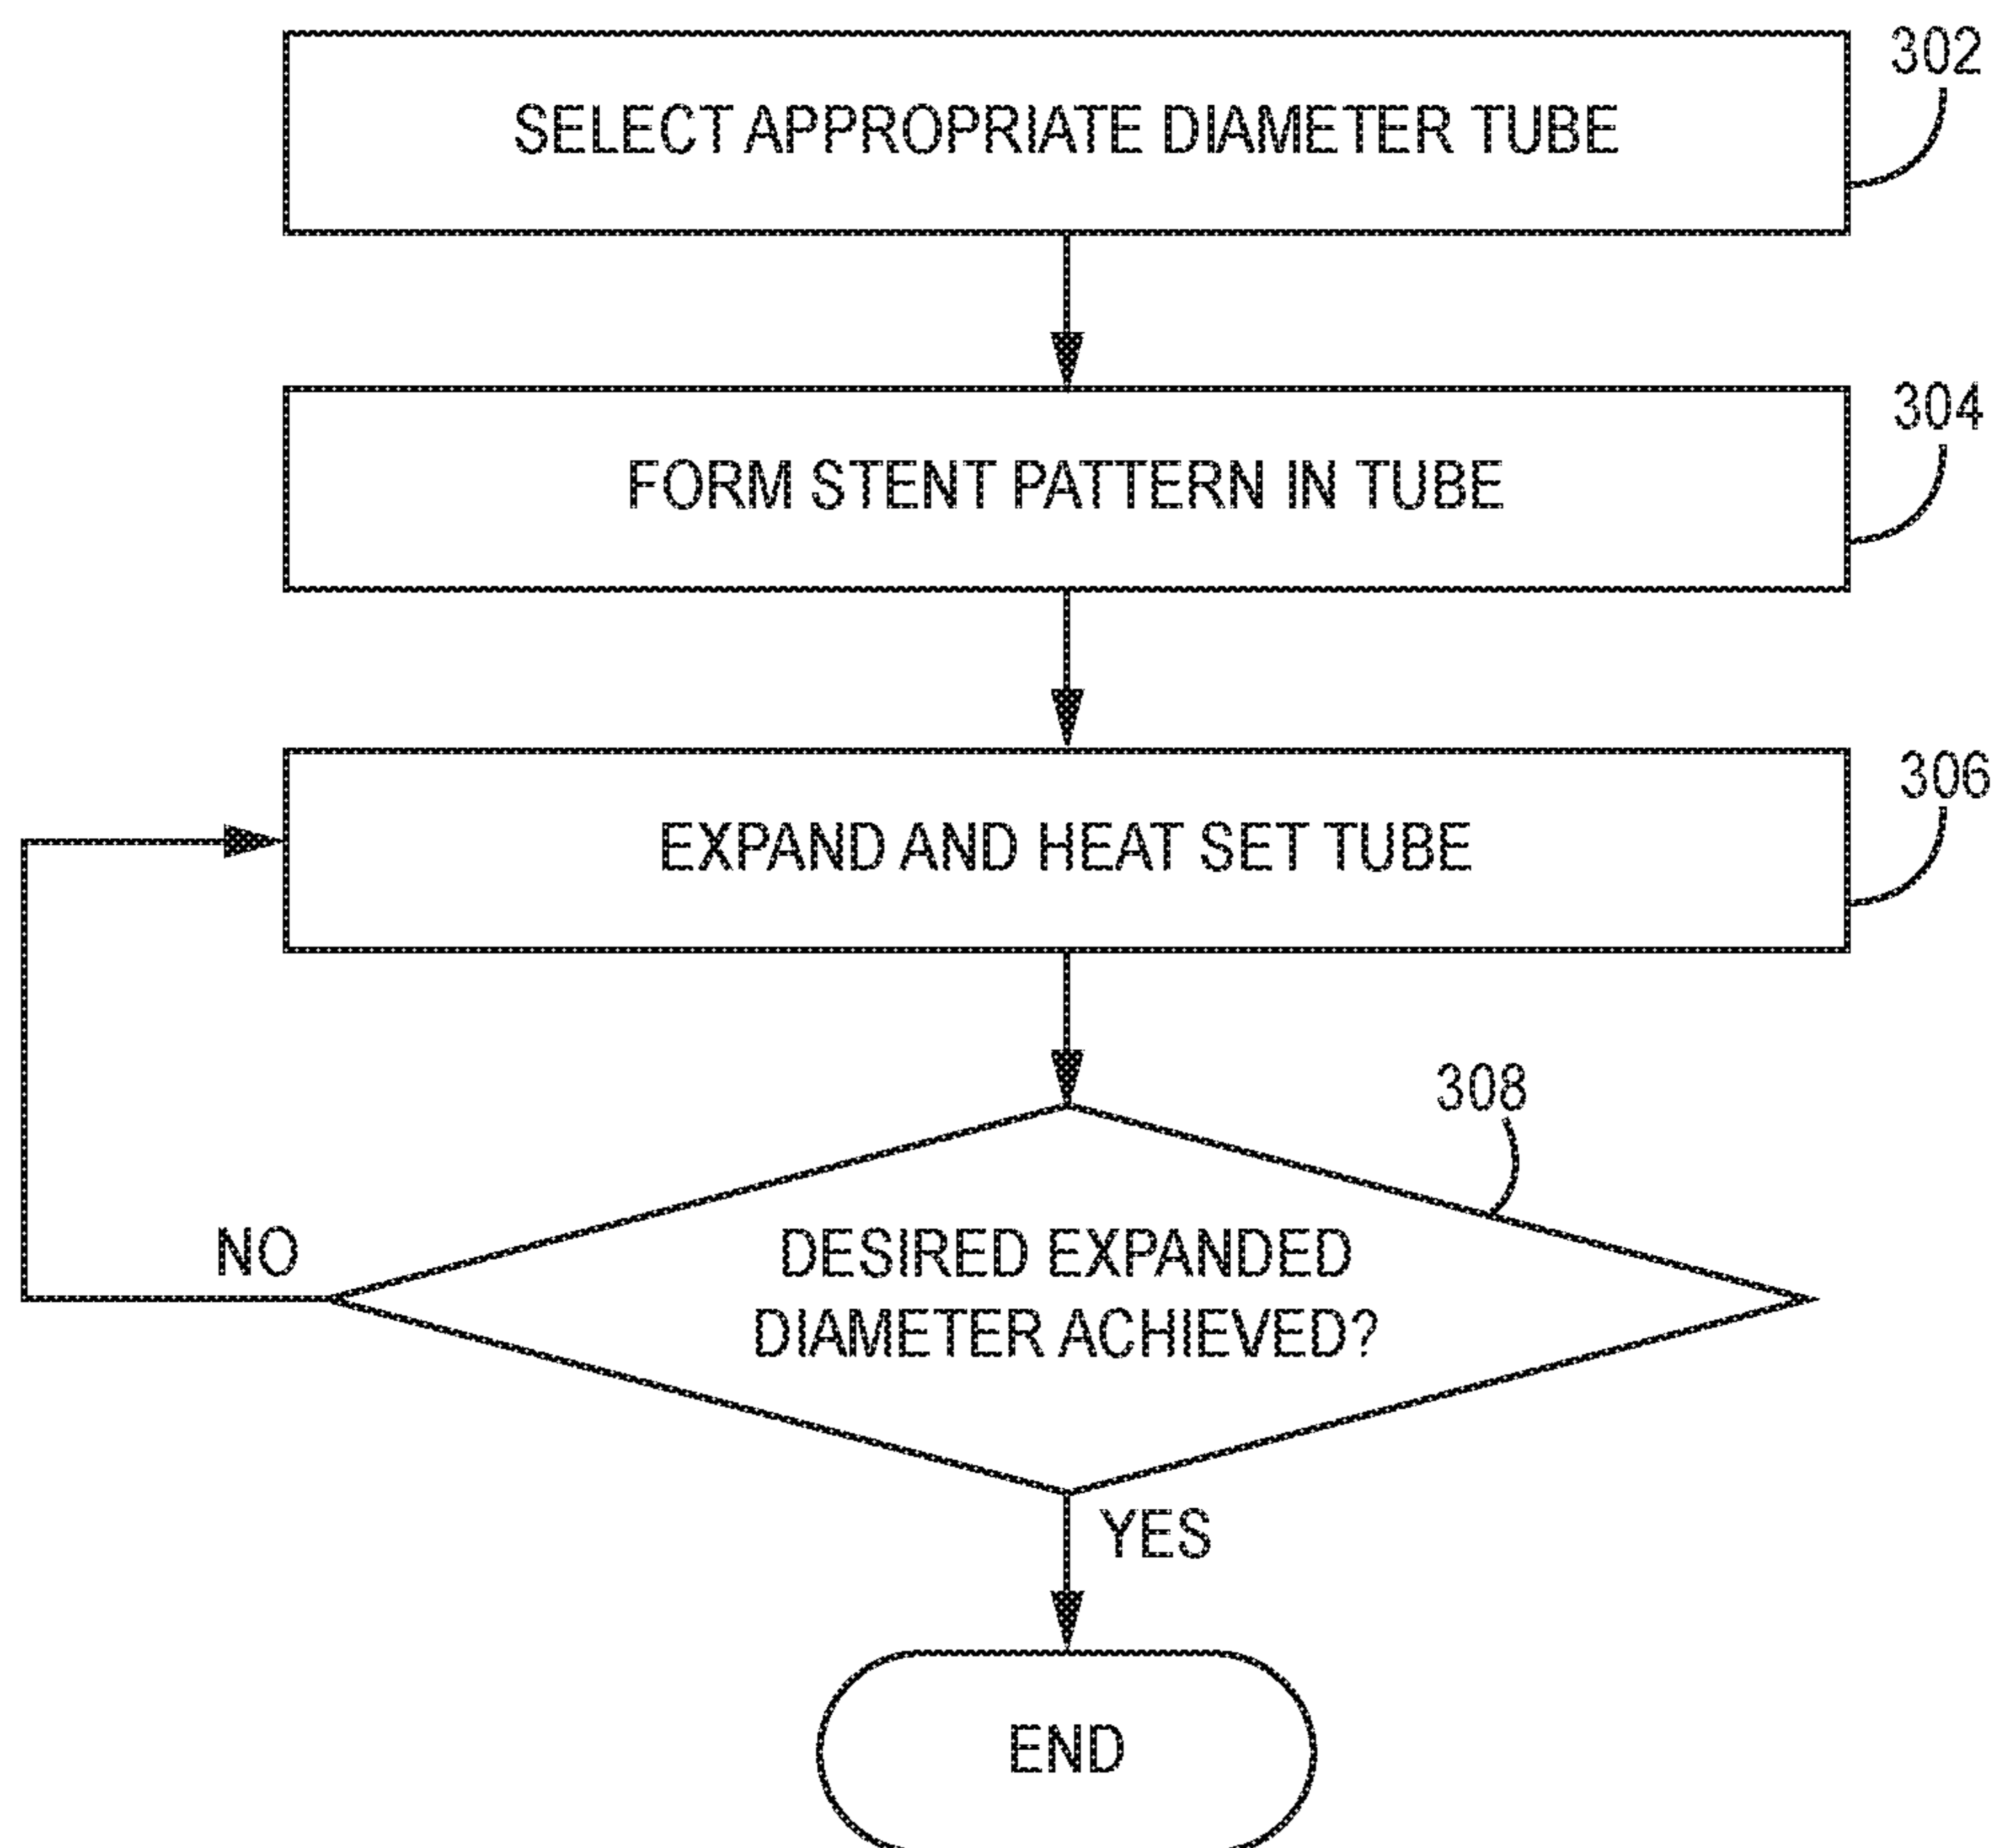 302
SELECT APPROPRIATE DIAMETER TUBE
304
FORM STENT PATTERN IN TUBE
306
EXPAND AND HEAT SET TUBE
308
DESIRED EXPANDED
DIAMETER ACHIEVED?
NO
YES
END